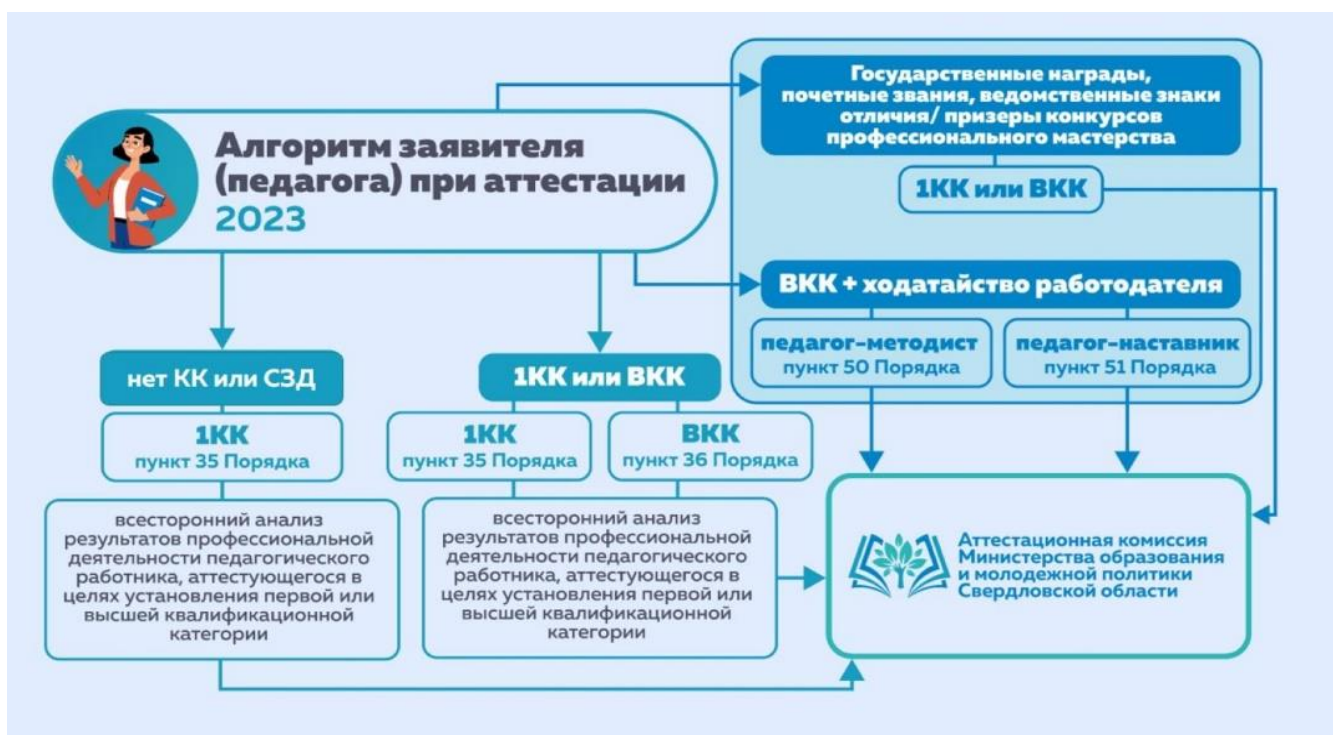 Алгоритм заявителя
(педагога) при аттестации
2023
Государственные награды,
почетные звания, ведомственные знаки
отличия/ призеры конкурсов
профессионального мастерства
1КК или ВКК
ВКК + ходатайство работодателя
педагог-методист
пункт 50 Порядка
педагог-наставник
пункт 51 Порядка
нет КК или СЗД
1КК
пункт 35 Порядка
всесторонний анализ
результатов профессиональной
деятельности педагогического
работника, аттестующегося в
целях установления первой или
высшей квалификационной
категории
1КК или ВКК
1КК
пункт 35 Порядка
ВКК
пункт 36 Порядка
всесторонний анализ
результатов профессиональной
деятельности педагогического
работника, аттестующегося в
целях установления первой или
высшей квалификационной
категории
Аттестационная комиссия
Министерства образования
и молодежной политики
Свердловской области